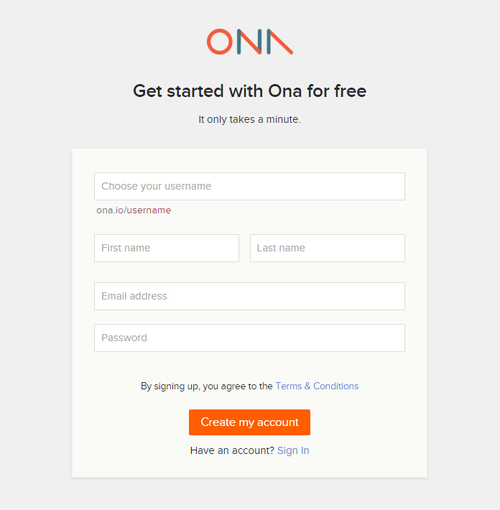 ONA
Get started with Ona for free
It only takes a minute.
Choose your username
ona.io/username
First name Last name
Email address
Password
By signing up, you agree to the Terms & Conditions
Create my account
Have an account? Sign In